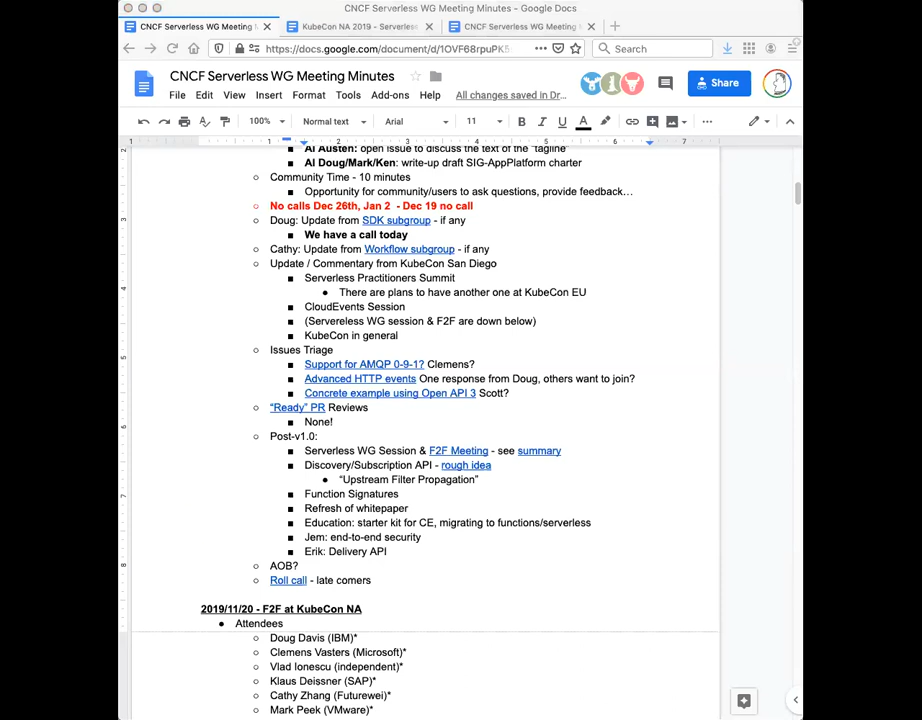 CNCF Serverless WG Meeting Minutes – Google Docs
CNCF Serverless WG Meeting
KubeCon NA 2019 - Serverless
CNCF Serverless WG Meeting Min
https://docs.google.com/document/d/1OVF68rpuPK5
Search
CNCF Serverless WG Meeting Minutes
File Edit View Insert Format Tools Add-ons Help All changes saved in Dr…
Share
100% Normal text Arial 11 B I U A
1 1 2 3 4 5 6 7
AI Austen: open issue to discuss the text of the "tagline"
AI Doug/Mark/Ken: write-up draft SIG-AppPlatform charter
Community Time - 10 minutes
Opportunity for community/users to ask questions, provide feedback…
No calls Dec 26th, Jan 2 - Dec 19 no call
Doug: Update from SDK subgroup - if any
We have a call today
Cathy: Update from Workflow subgroup - if any
Update / Commentary from KubeCon San Diego
Serverless Practitioners Summit
There are plans to have another one at KubeCon EU
CloudEvents Session
(Servereless WG session & F2F are down below)
KubeCon in general
Issues Triage
Support for AMQP 0-9-1? Clemens?
Advanced HTTP events One response from Doug, others want to join?
Concrete example using Open API 3 Scott?
“Ready” PR Reviews
None!
Post-v1.0:
Serverless WG Session & F2F Meeting - see summary
Discovery/Subscription API - rough idea
“Upstream Filter Propagation”
Function Signatures
Refresh of whitepaper
Education: starter kit for CE, migrating to functions/serverless
Jem: end-to-end security
Erik: Delivery API
AOB?
Roll call - late comers
2019/11/20 - F2F at KubeCon NA
Attendees
Doug Davis (IBM)*
Clemens Vasters (Microsoft)*
Vlad Ionescu (independent)*
Klaus Deissner (SAP)*
Cathy Zhang (Futurewei)*
Mark Peek (VMware)*